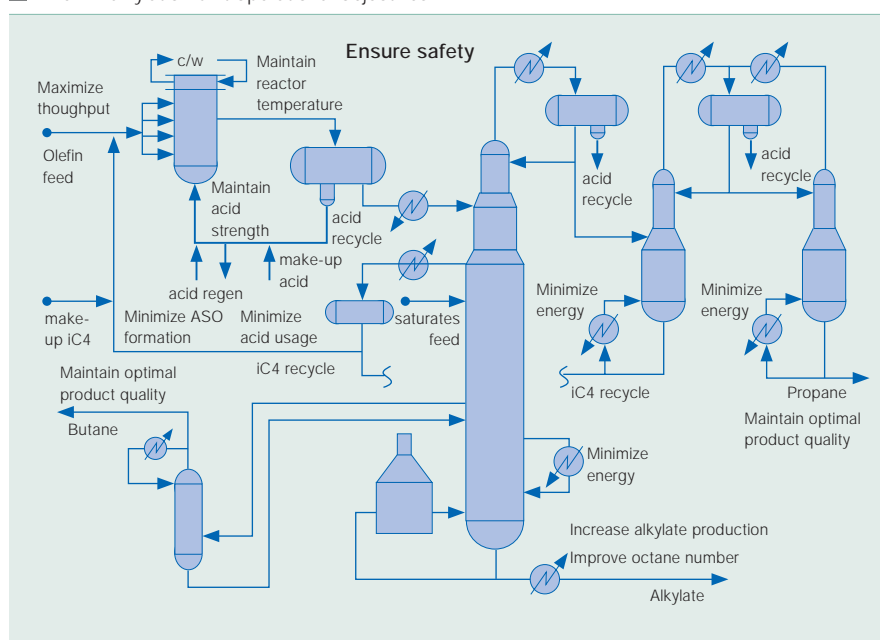 Ensure safety
c/w
Maintain
reactor
temperature
Maximize
thoughput
Olefin
feed
Maintain
acid
strength
acid
recycle
make-up
acid
acid regen
Minimize ASO
formation
Minimize
acid usage
make-
up iC4
iC4 recycle
saturates
feed
acid
recycle
acid
recycle
Minimize
energy
Minimize
energy
iC4 recycle
Propane
Maintain optimal
product quality
Maintain optimal
product quality
Butane
Minimize
energy
Increase alkylate production
Improve octane number
Alkylate